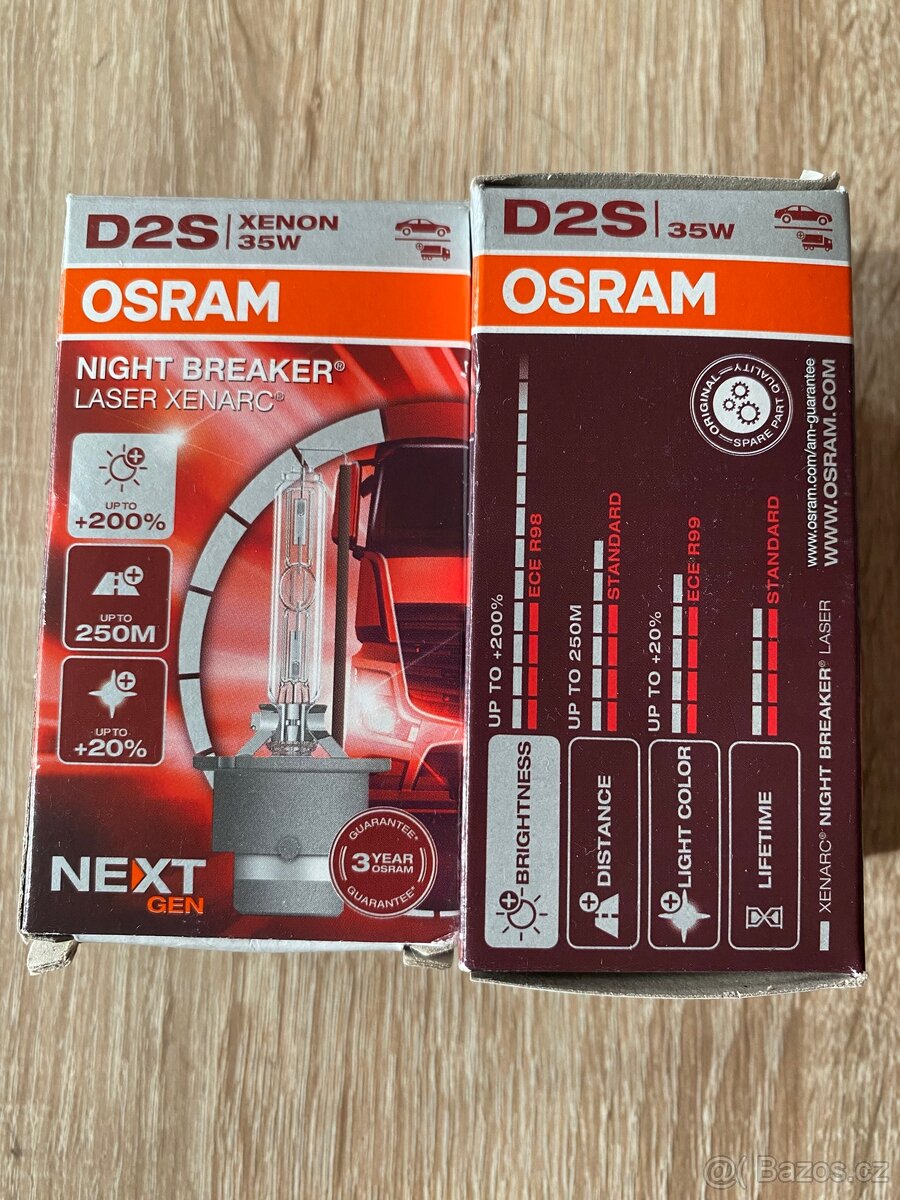 D2S XENON 35W
OSRAM
NIGHT BREAKER®
LASER XENARC®
UP TO
+200%
UP TO
250M
UP TO
+20%
NEXT
GEN
GUARANTEE*
3 YEAR
OSRAM
GUARANTEE*
D2S 35W
OSRAM
ORIGINAL
SPARE PART QUALITY
www.osram.com/am-guarantee
WWW.OSRAM.COM
BRIGHTNESS
UP TO +200%
ECE R98
DISTANCE
UP TO 250M
STANDARD
LIGHT COLOR
UP TO +20%
ECE R99
LIFETIME
STANDARD
XENARC® NIGHT BREAKER® LASER
@( Bazos.cz